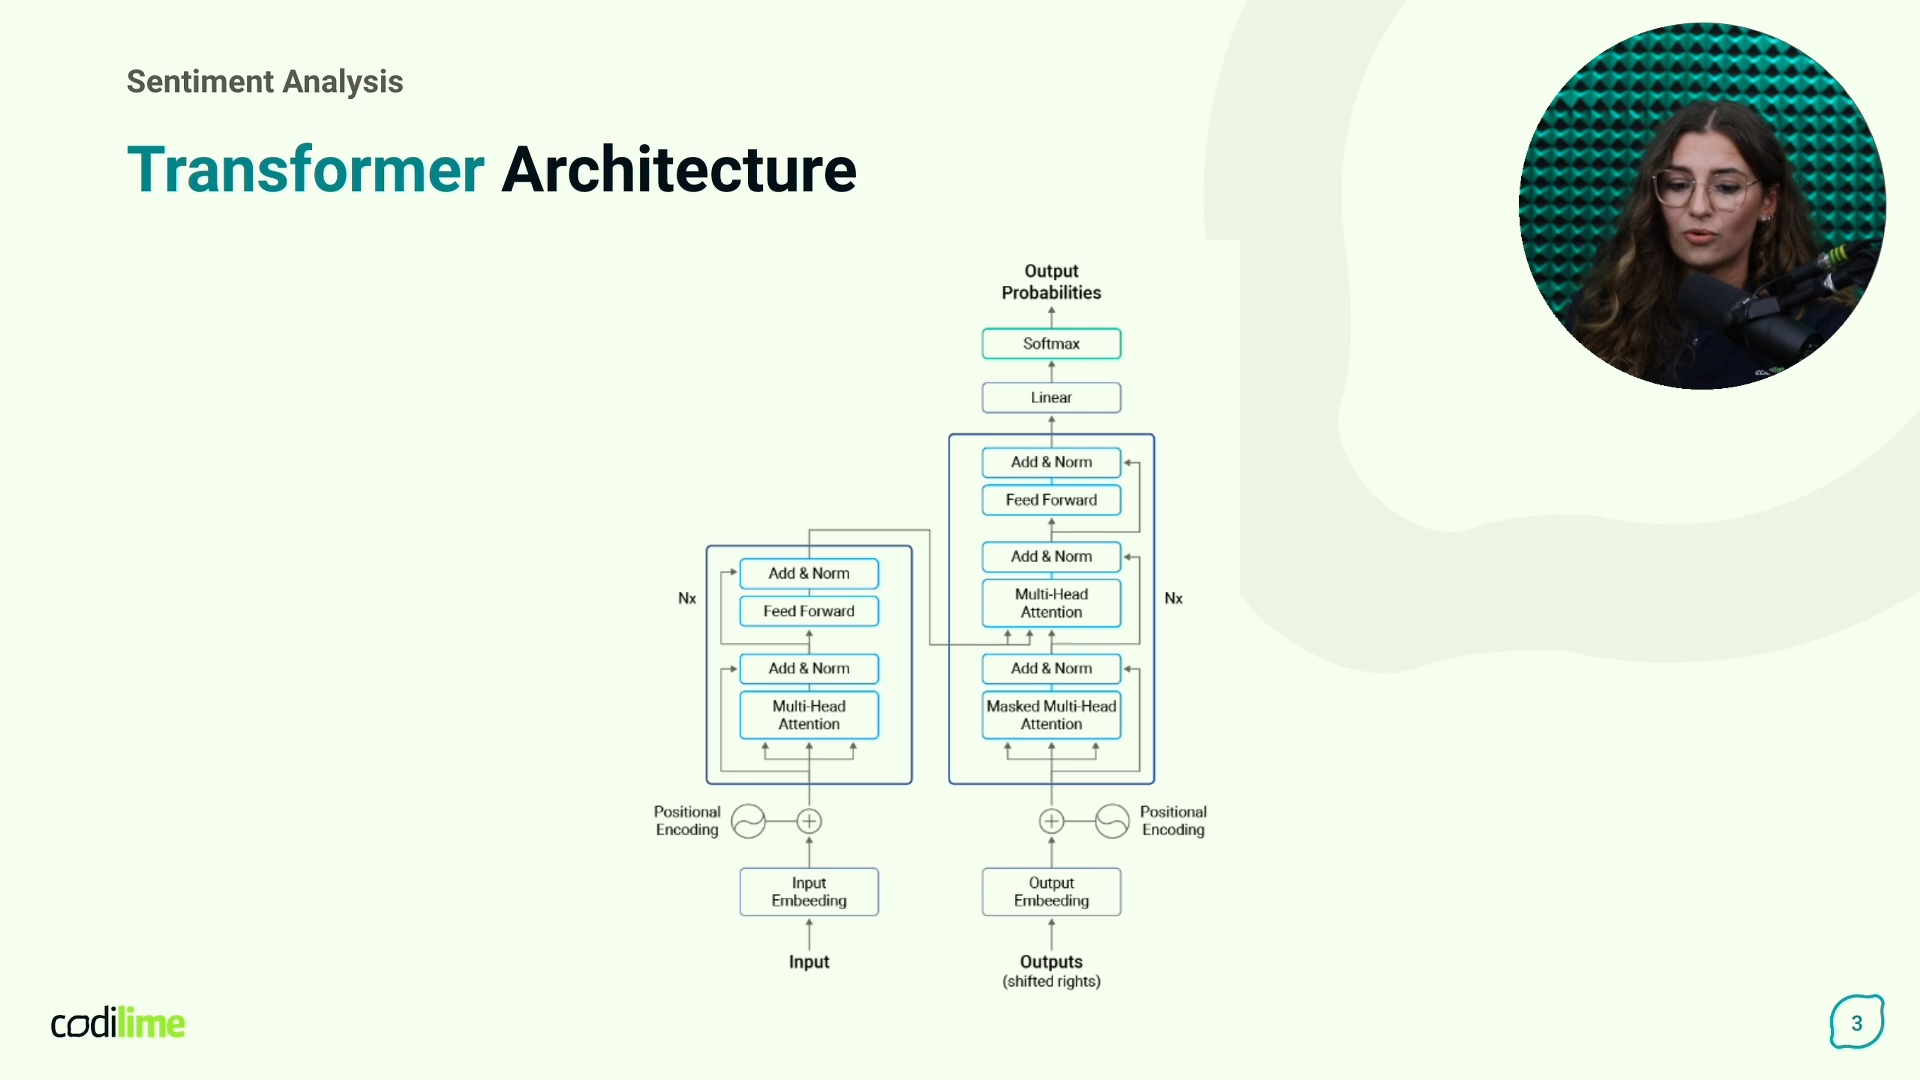 Sentiment Analysis
Transformer Architecture
Output
Probabilities
Softmax
Linear
Add & Norm
Feed Forward
Add & Norm
Multi-Head
Attention
Nx
Add & Norm
Masked Multi-Head
Attention
Nx
Add & Norm
Feed Forward
Add & Norm
Multi-Head
Attention
Positional
Encoding
Positional
Encoding
Input
Embeeding
Output
Embeeding
Input
Outputs
(shifted rights)
codilime
3